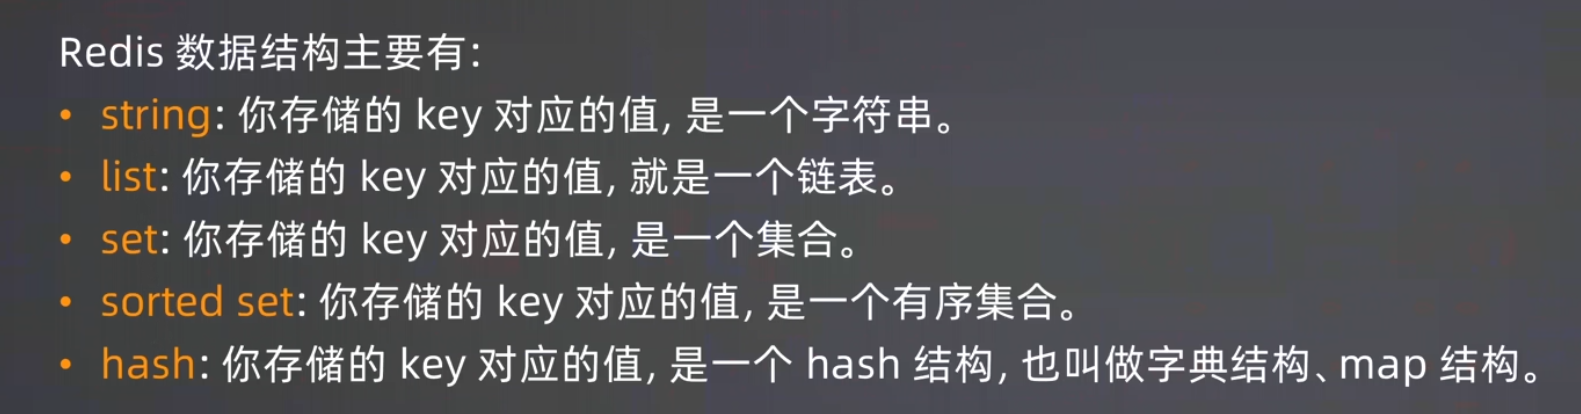 Redis 数据结构主要有:
• string: 你存储的 key 对应的值, 是一个字符串。
• list: 你存储的 key 对应的值, 就是一个链表。
• set: 你存储的 key 对应的值, 是一个集合。
• sorted set: 你存储的 key 对应的值, 是一个有序集合。
• hash: 你存储的 key 对应的值, 是一个 hash 结构, 也叫做字典结构、map 结构。